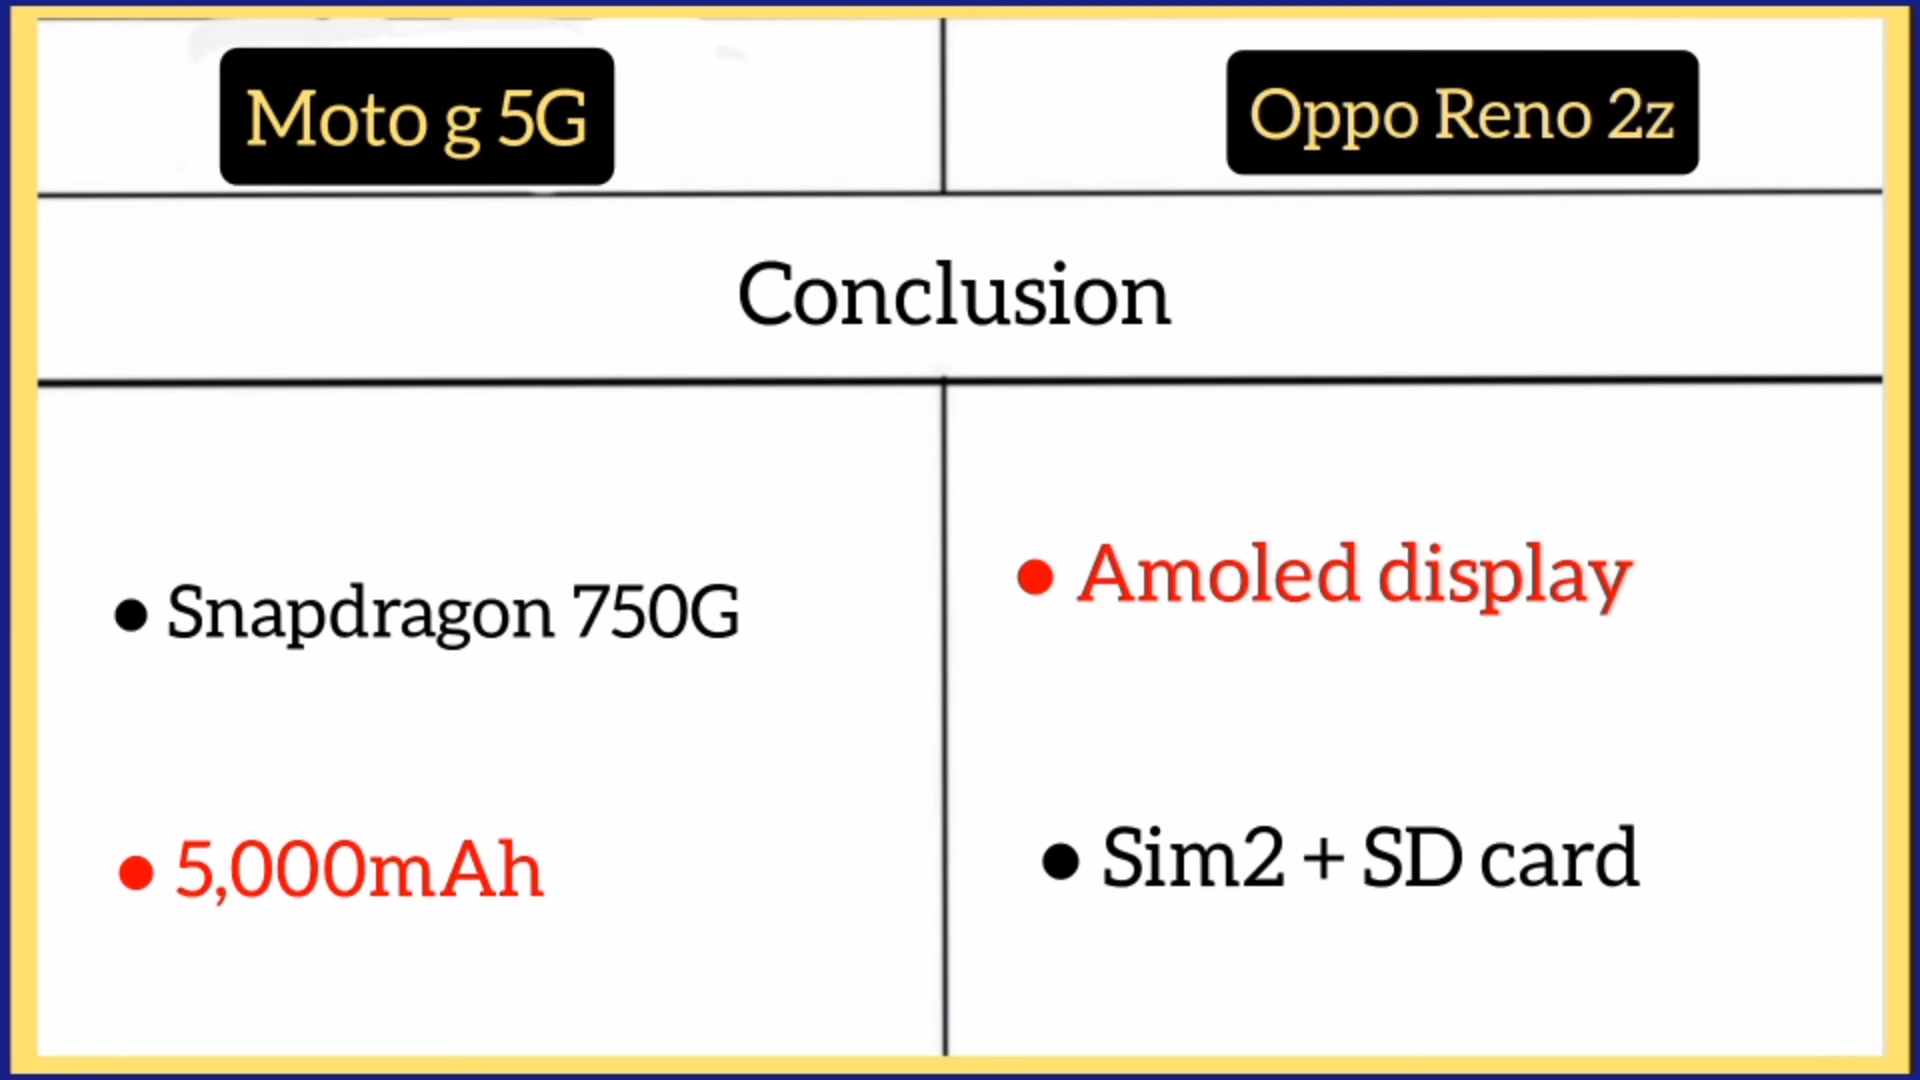 Moto g 5G
Oppo Reno 2z
Conclusion
• Snapdragon 750G
• Amoled display
• 5,000mAh
• Sim2 + SD card